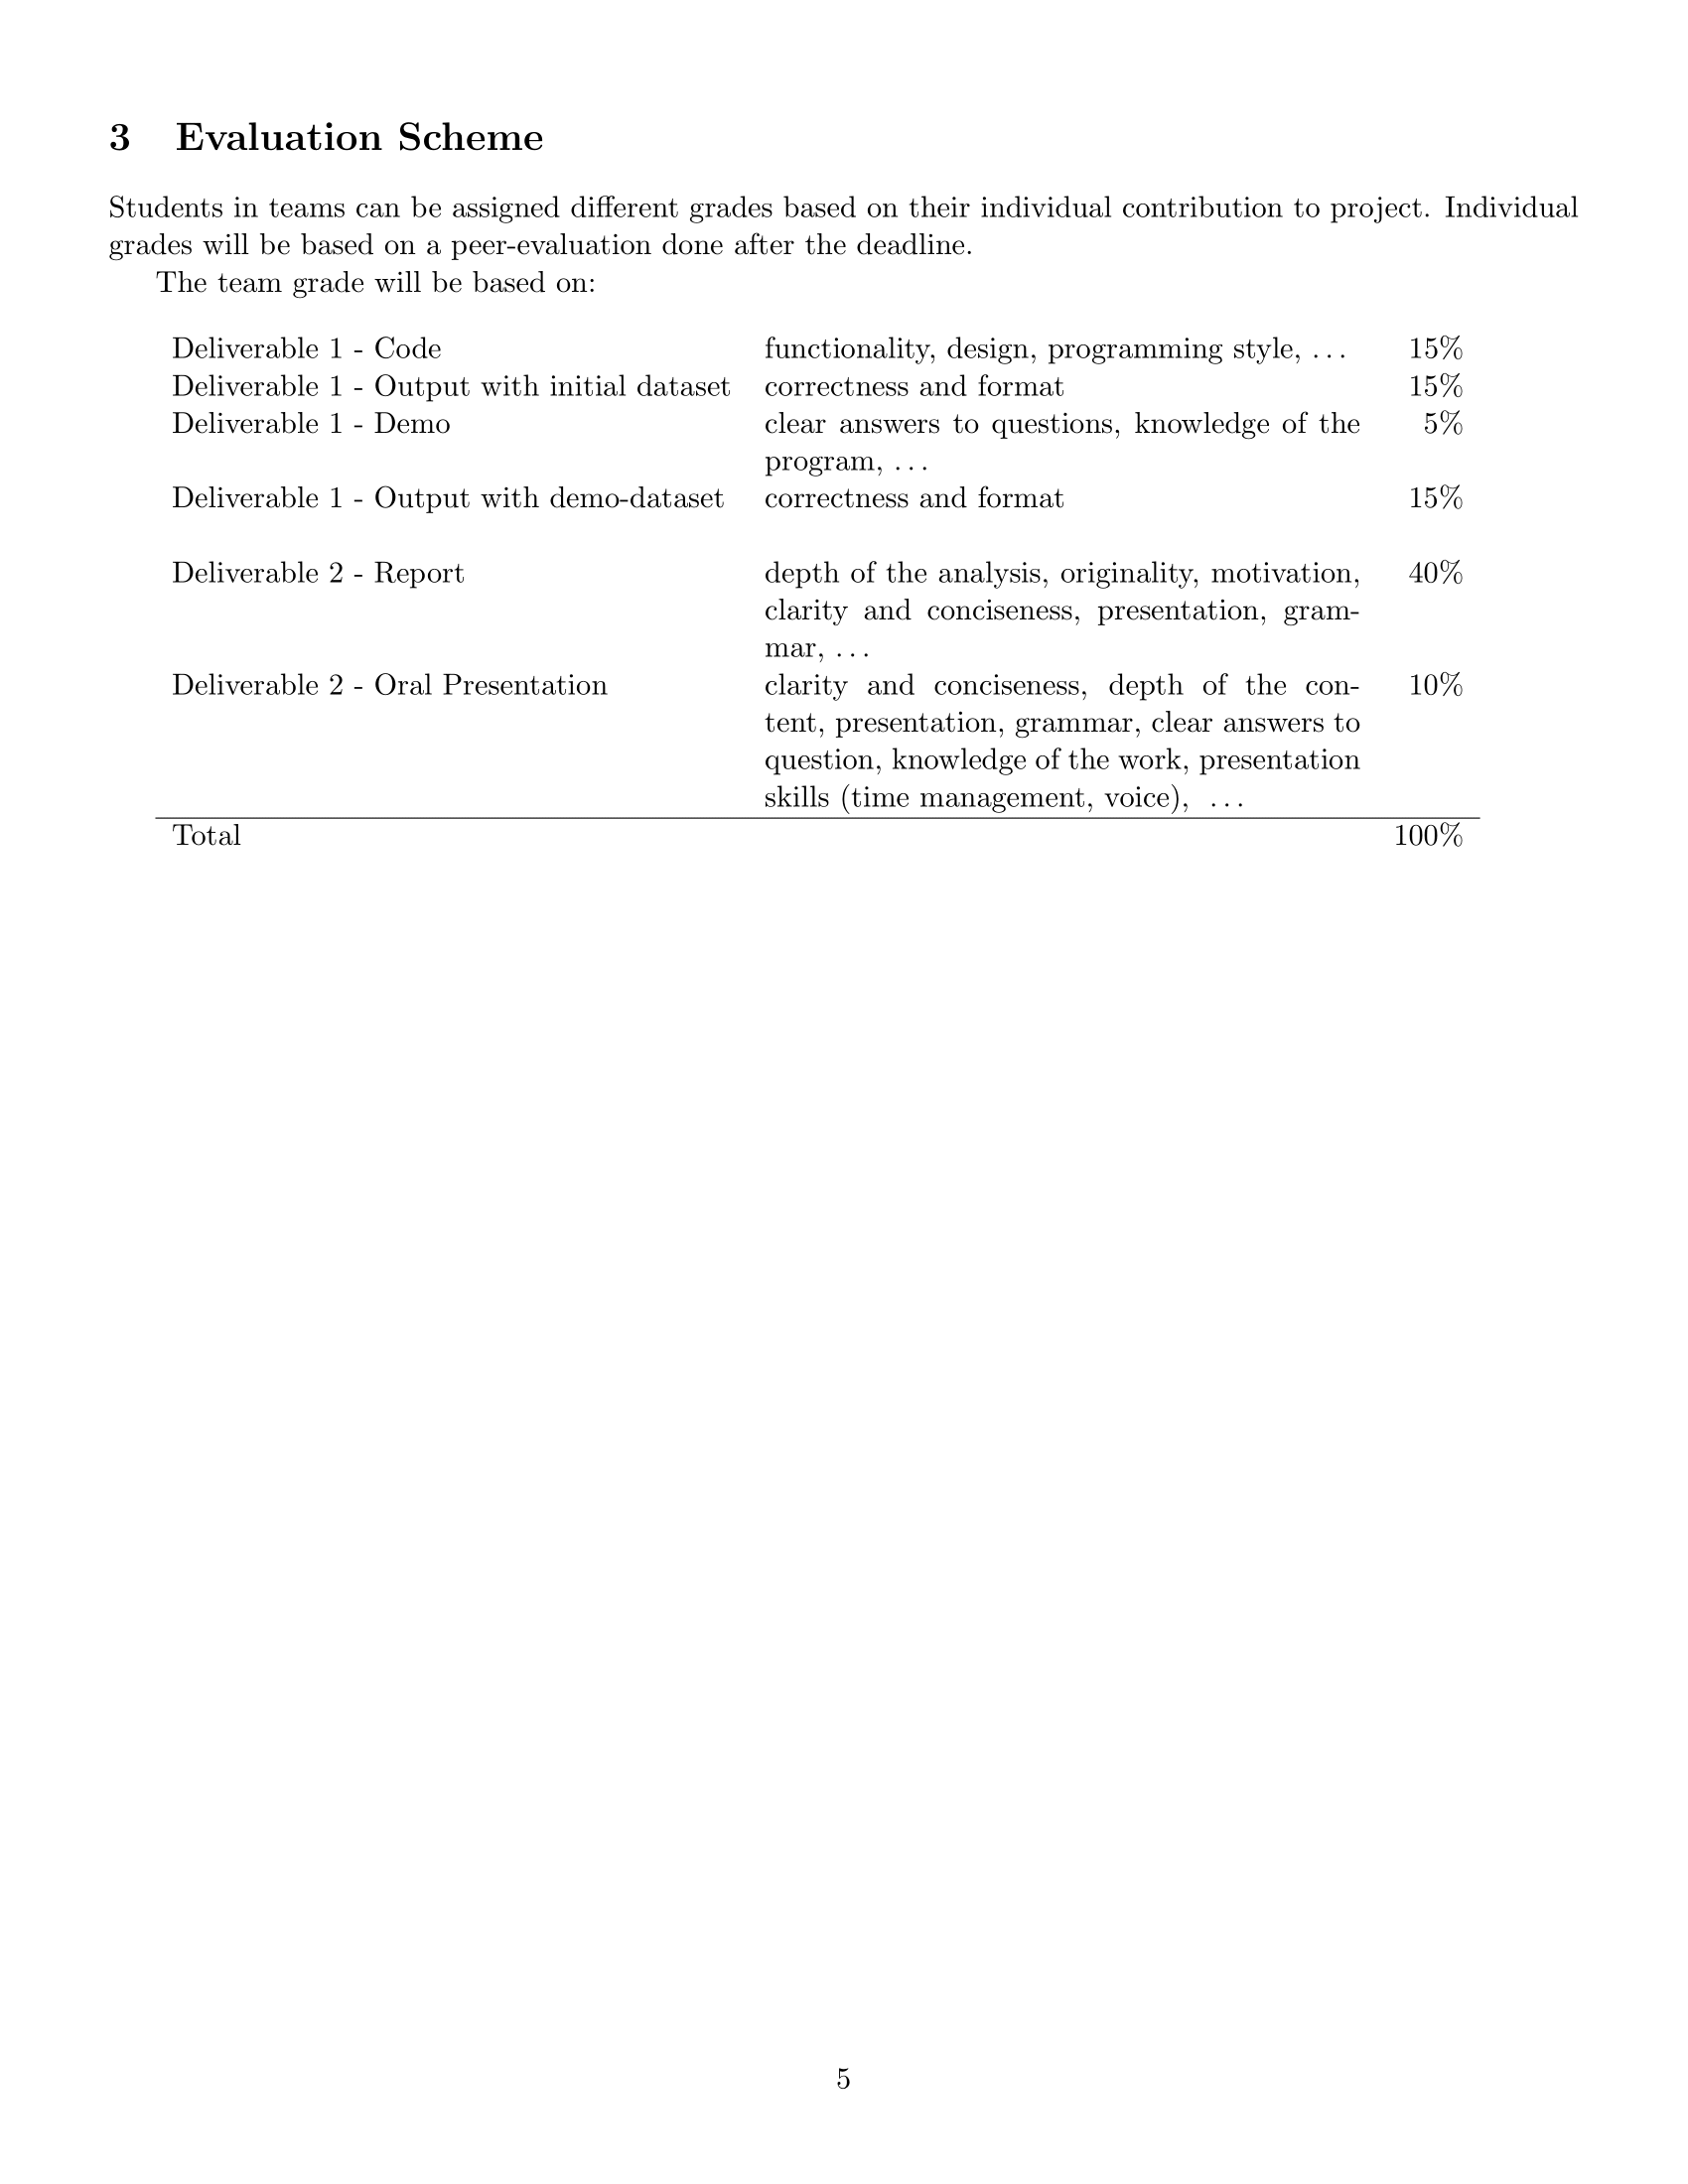 3 Evaluation Scheme
Students in teams can be assigned different grades based on their individual contribution to project. Individual
grades will be based on a peer-evaluation done after the deadline.
The team grade will be based on:
Deliverable 1 - Code functionality, design, programming style, ... 15%
Deliverable 1 - Output with initial dataset correctness and format 15%
Deliverable 1 - Demo clear answers to questions, knowledge of the 5%
program, ...
Deliverable 1 - Output with demo-dataset correctness and format 15%
Deliverable 2 - Report depth of the analysis, originality, motivation, 40%
clarity and conciseness, presentation, gram-
mar, ...
Deliverable 2 - Oral Presentation clarity and conciseness, depth of the con- 10%
tent, presentation, grammar, clear answers to
question, knowledge of the work, presentation
skills (time management, voice), ...
Total 100%
5